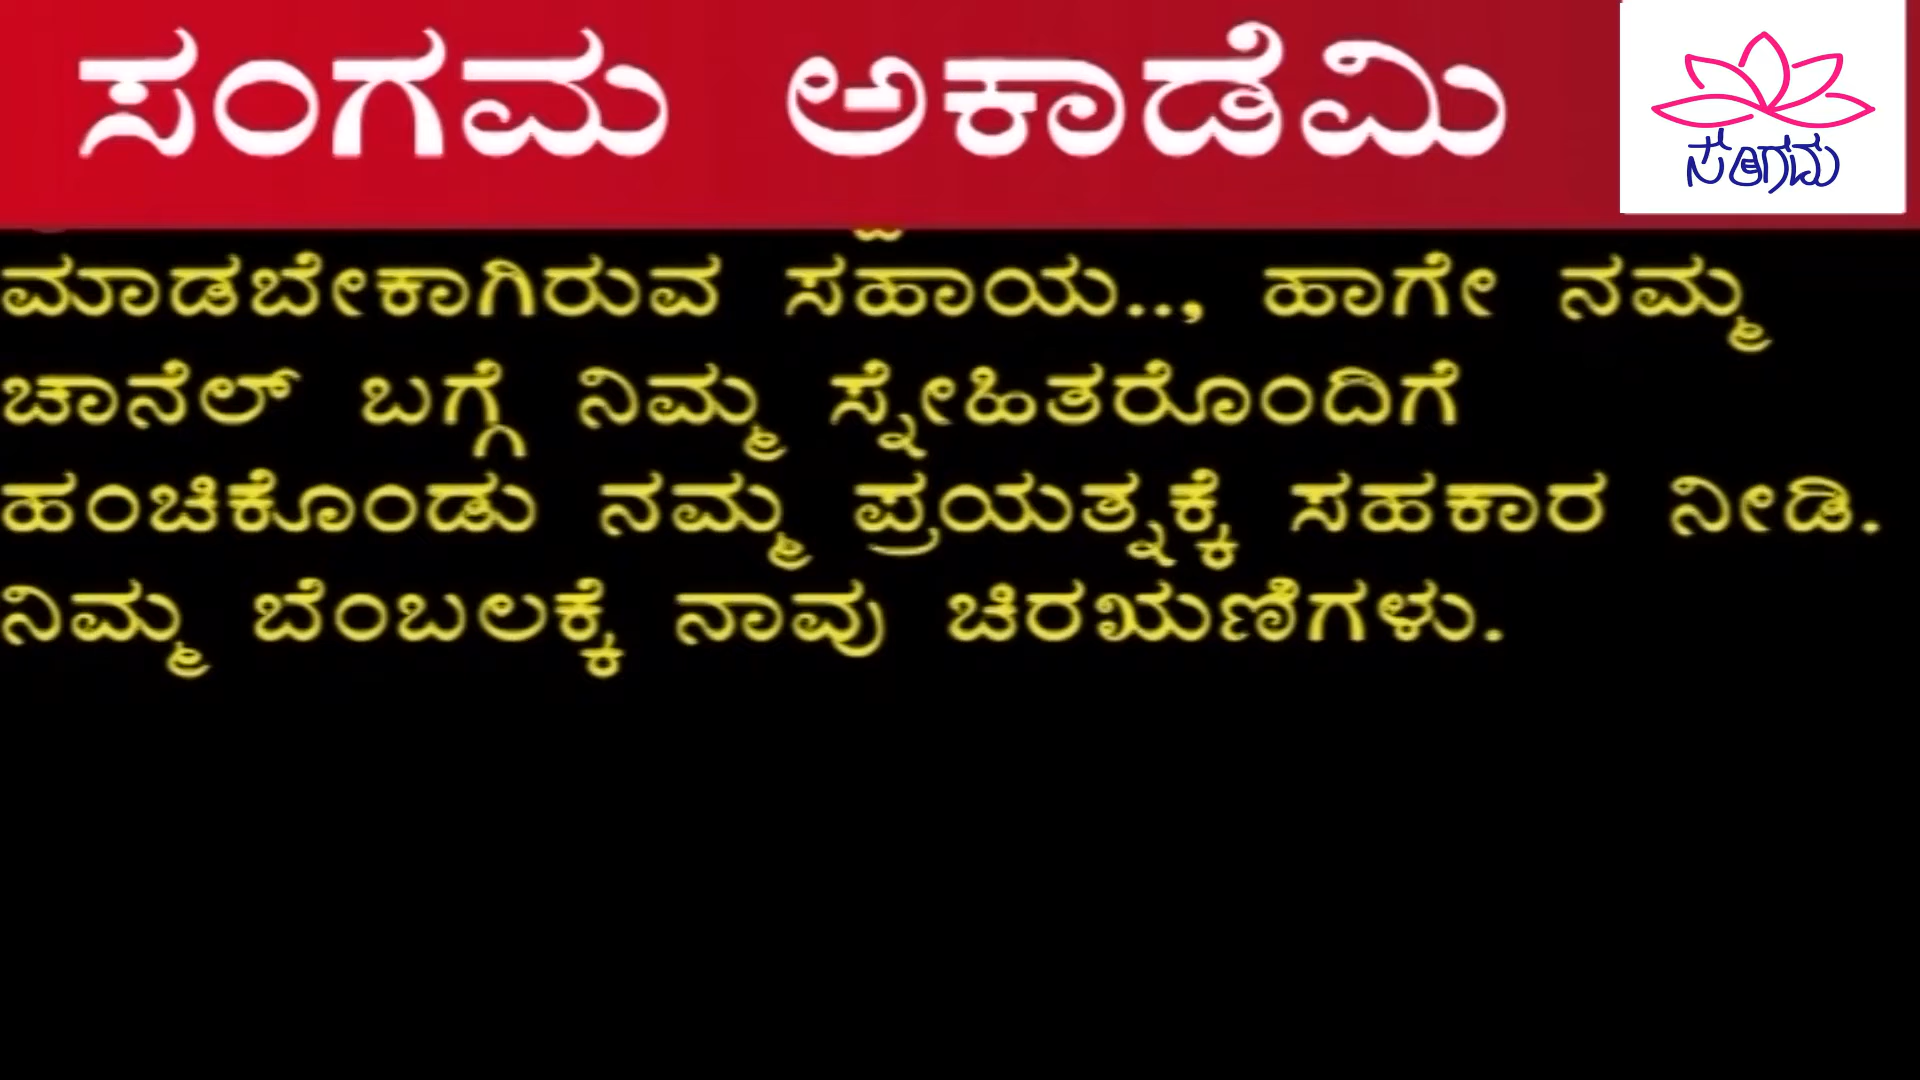 ಸಂಗಮ ಅಕಾಡೆಮಿ
ಸಂಗಮ
ಮಾಡಬೇಕಾಗಿರುವ ಸಹಾಯ.., ಹಾಗೇ ನಮ್ಮ
ಚಾನೆಲ್ ಬಗ್ಗೆ ನಿಮ್ಮ ಸ್ನೇಹಿತರೊಂದಿಗೆ
ಹಂಚಿಕೊಂಡು ನಮ್ಮ ಪ್ರಯತ್ನಕ್ಕೆ ಸಹಕಾರ ನೀಡಿ.
ನಿಮ್ಮ ಬೆಂಬಲಕ್ಕೆ ನಾವು ಚಿರಋಣಿಗಳು.